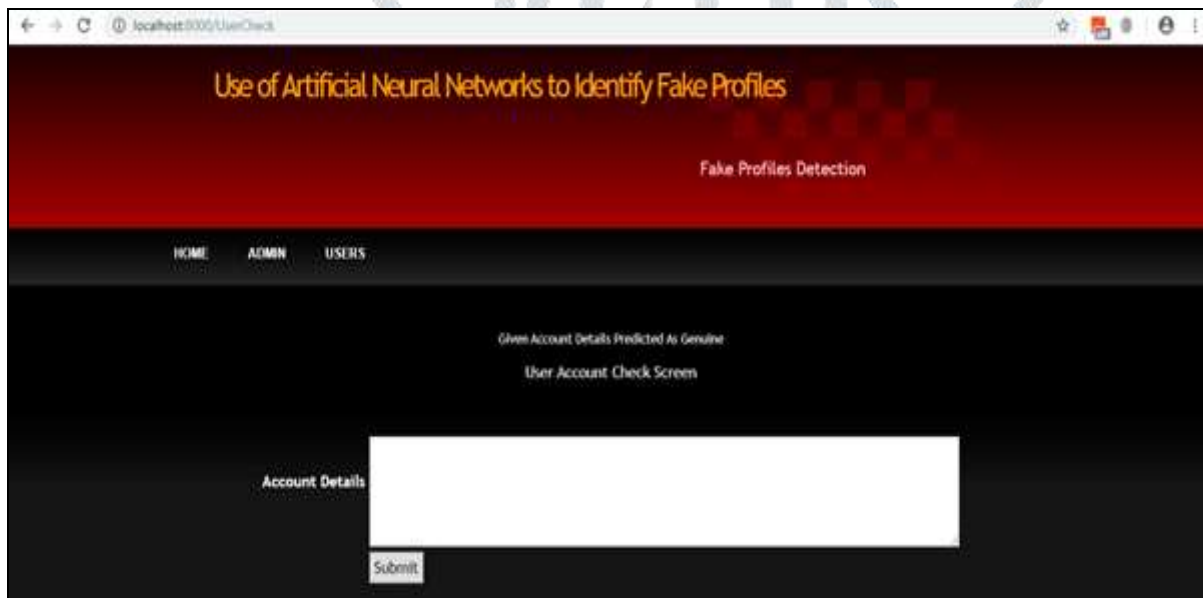 localhost:8000/UserCheck
Use of Artificial Neural Networks to Identify Fake Profiles
Fake Profiles Detection
HOME ADMIN USERS
Given Account Details Predicted As Genuine
User Account Check Screen
Account Details
Submit